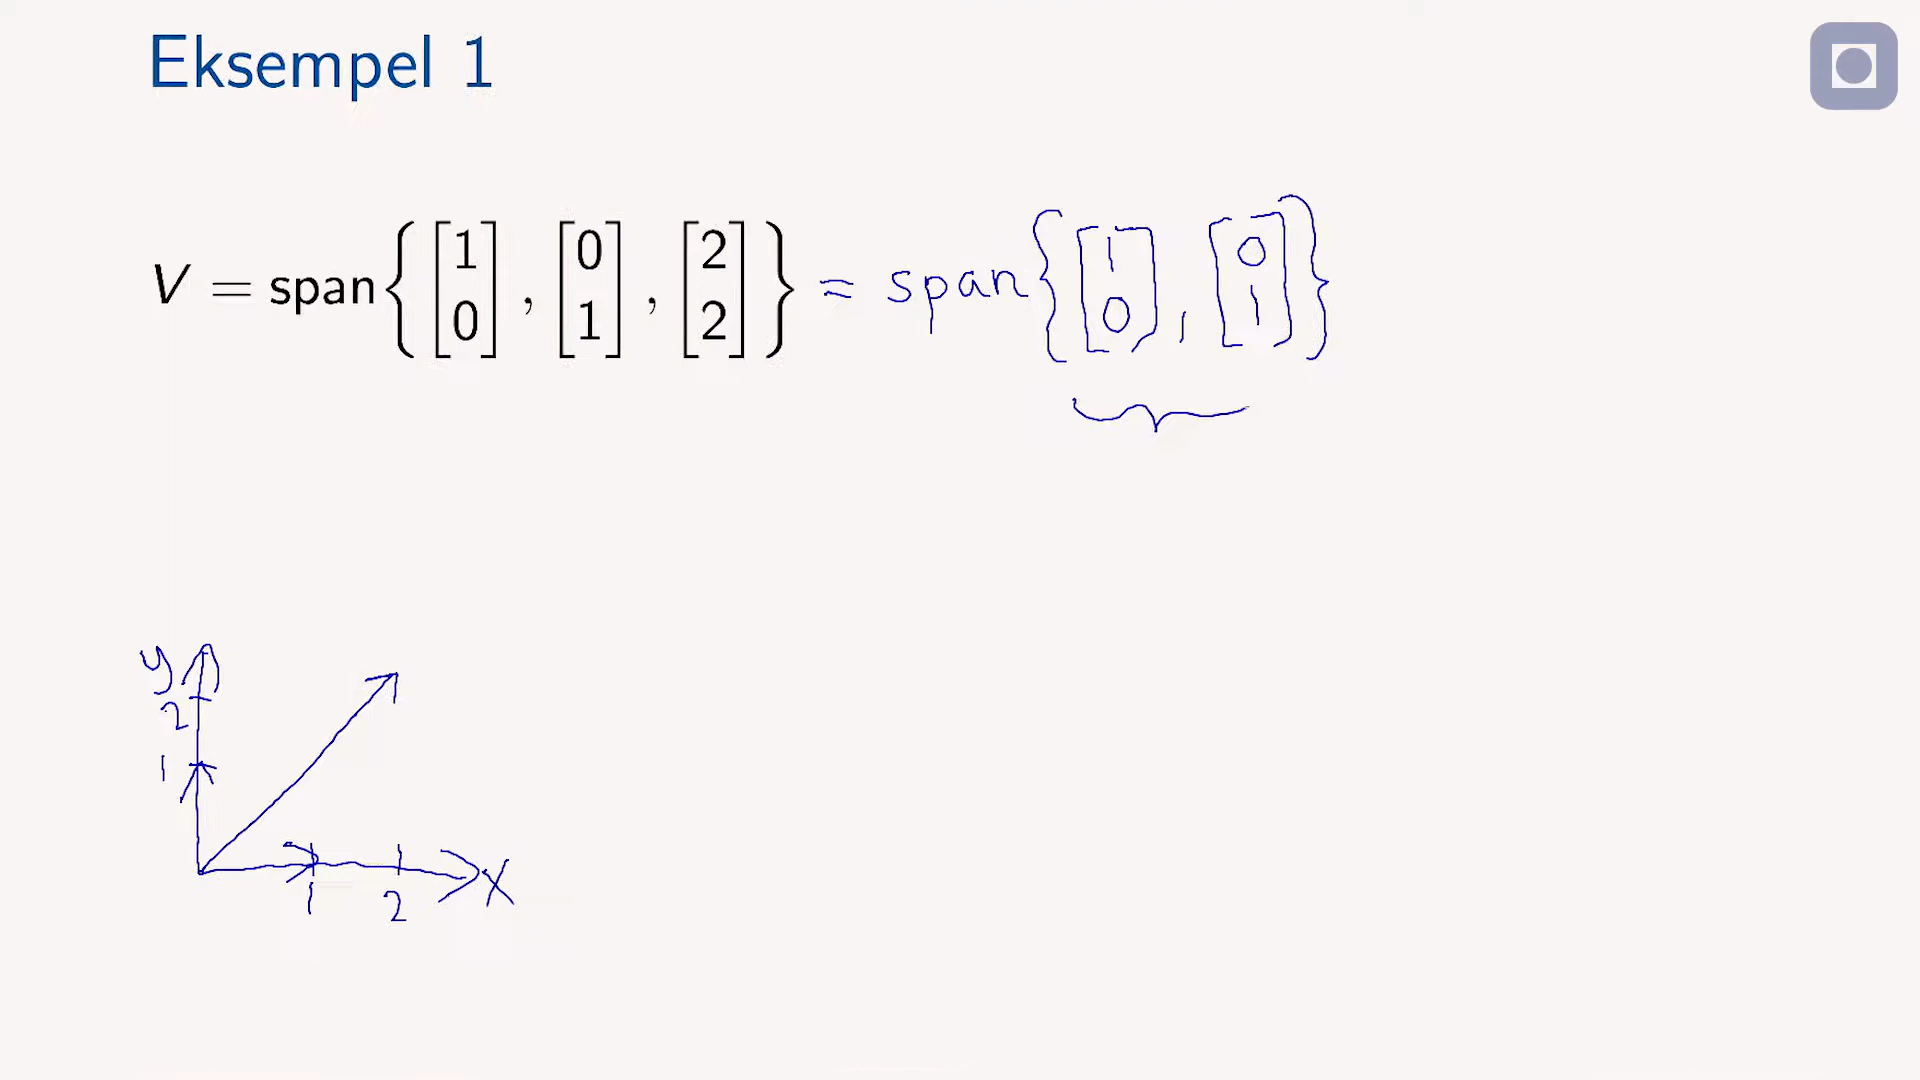 Eksempel 1
V = span{[1 0], [0 1], [2 2]} = span{[1 0], [0 1]}
y
2
1
x
1 2